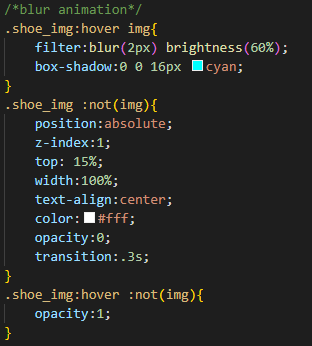 /*blur animation*/
.shoe_img:hover img{
    filter:blur(2px) brightness(60%);
    box-shadow:0 0 16px cyan;
}
.shoe_img :not(img){
    position:absolute;
    z-index:1;
    top: 15%;
    width:100%;
    text-align:center;
    color:#fff;
    opacity:0;
    transition:.3s;
}
.shoe_img:hover :not(img){
    opacity:1;
}